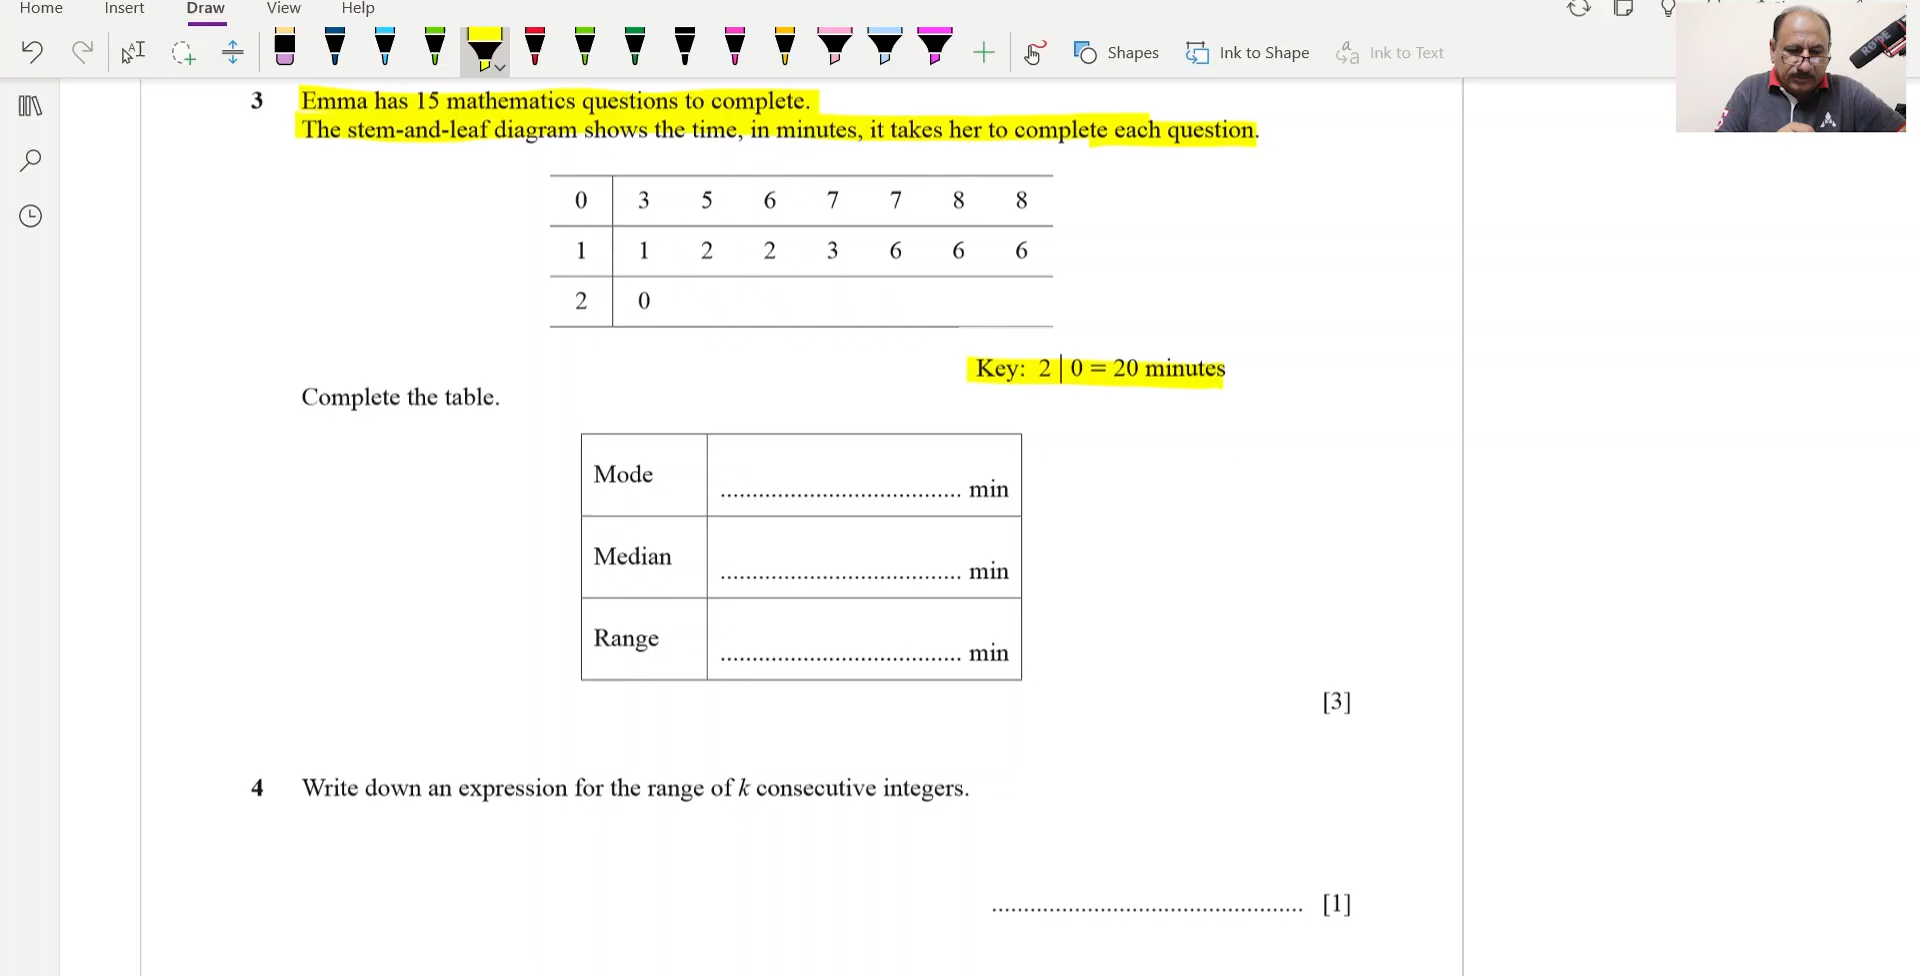 Home Insert Draw View Help
Shapes Ink to Shape Ink to Text
RØDE
3 Emma has 15 mathematics questions to complete.
The stem-and-leaf diagram shows the time, in minutes, it takes her to complete each question.
0 3 5 6 7 7 8 8
1 1 2 2 3 6 6 6
2 0
Key: 2 | 0 = 20 minutes
Complete the table.
Mode ...................................... min
Median ...................................... min
Range ...................................... min
[3]
4 Write down an expression for the range of k consecutive integers.
................................................. [1]